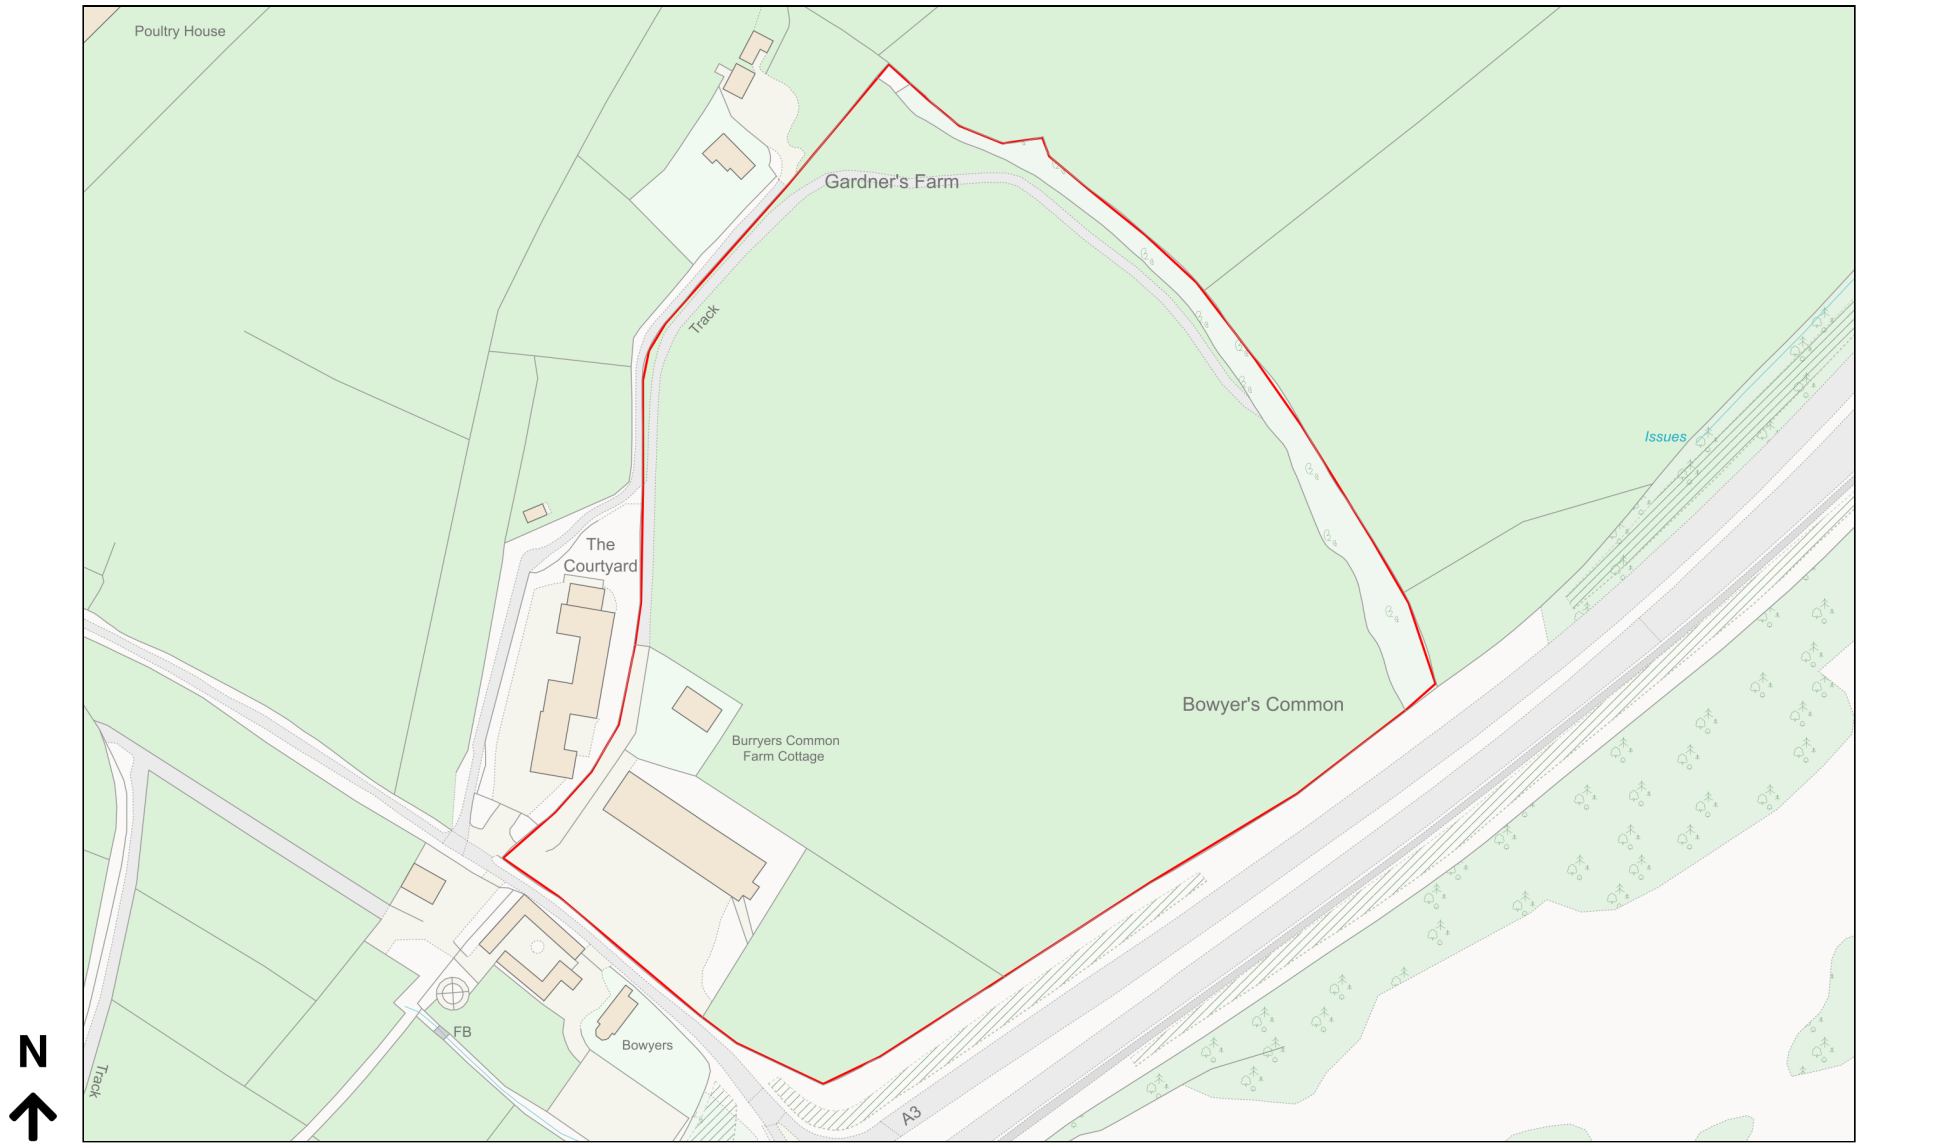 Poultry House
Gardner's Farm
Track
Issues
The
Courtyard
Bowyer's Common
Burryers Common
Farm Cottage
FB
Bowyers
N
Track
A3